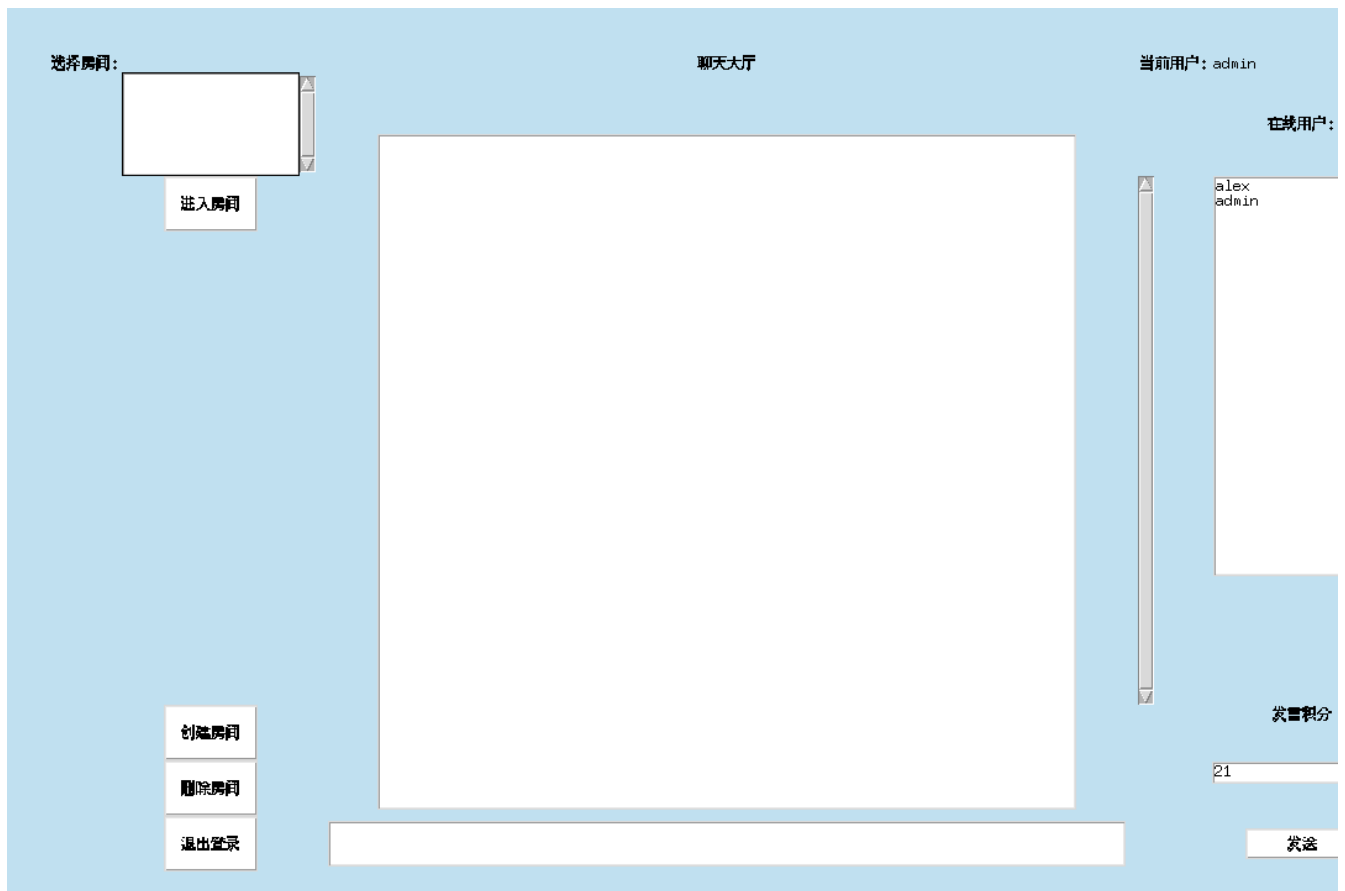 选择房间：
聊天大厅
当前用户：admin
在线用户：
alex
admin
进入房间
创建房间
删除房间
退出登录
发言积分
21
发送